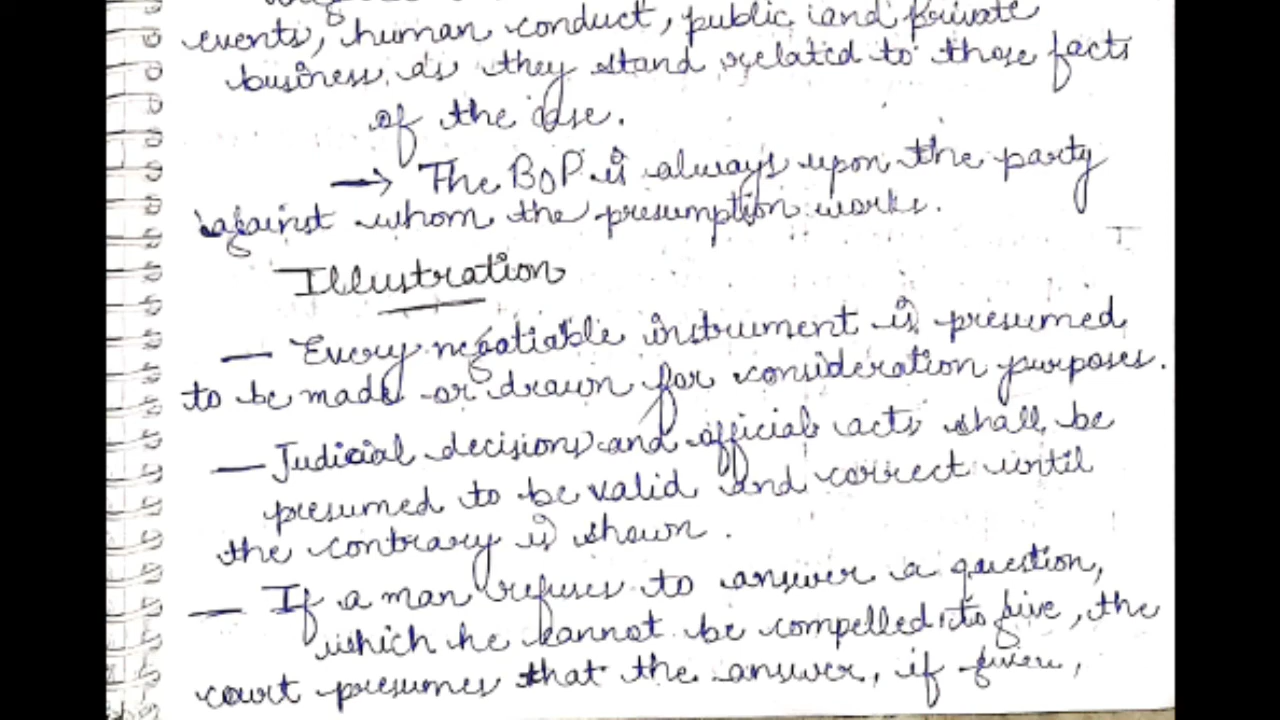 events, human conduct, public and private
business, as they stand related to those facts
of the case.
→ The BOP is always upon the party
against whom the presumption works.
Illustration
— Every negotiable instrument is presumed
to be made or drawn for consideration purposes.
— Judicial decisions and official acts shall be
presumed to be valid and correct until
the contrary is shown.
— If a man refuses to answer a question,
which he cannot be compelled to give, the
court presumes that the answer, if given,